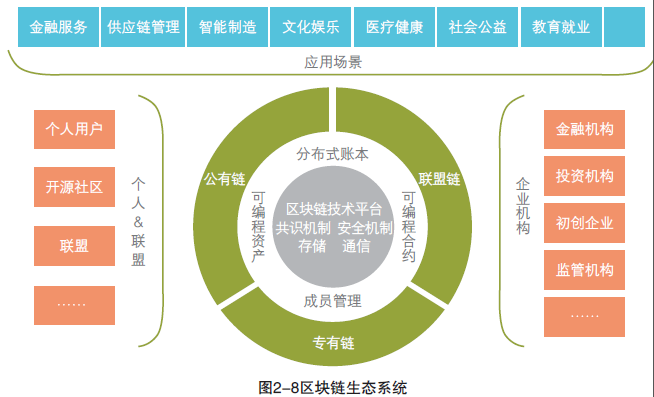 金融服务
供应链管理
智能制造
文化娱乐
医疗健康
社会公益
教育就业
应用场景
个人用户
开源社区
联盟
……
个人&联盟
公有链
联盟链
专有链
分布式账本
可编程资产
可编程合约
成员管理
区块链技术平台
共识机制 安全机制
存储 通信
企业机构
金融机构
投资机构
初创企业
监管机构
……
图2-8区块链生态系统